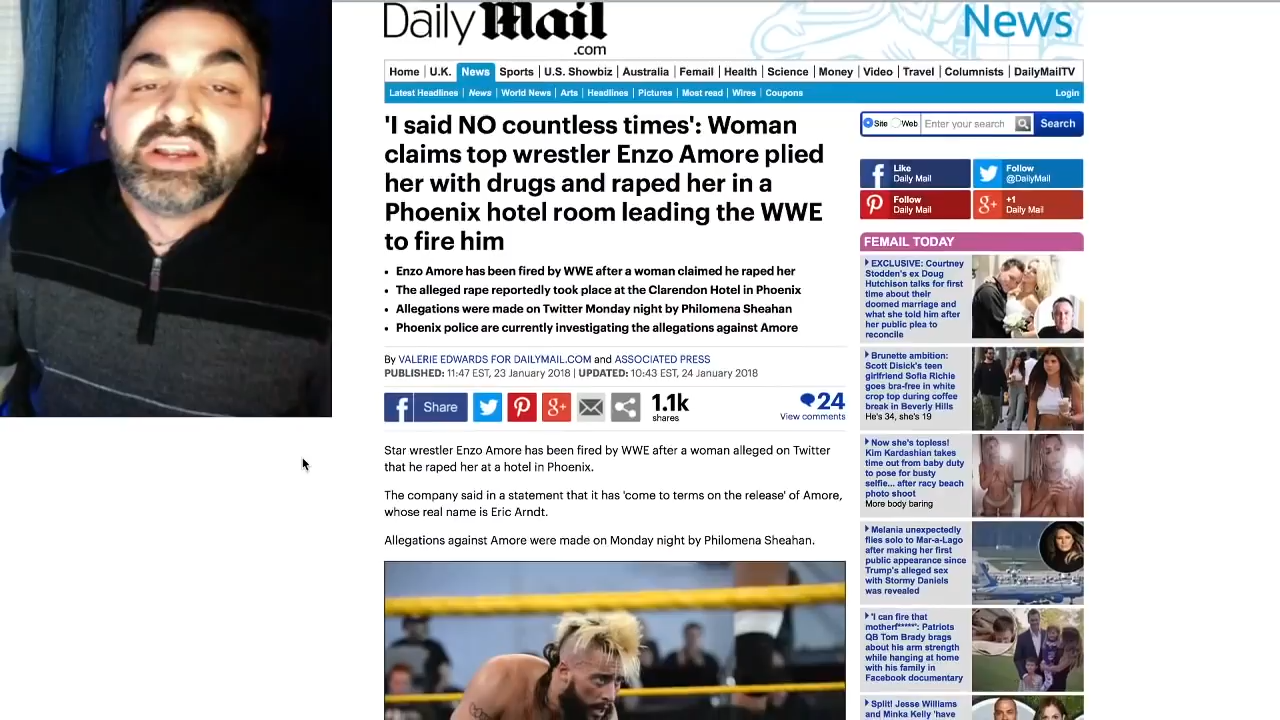 Daily Mail
.com
News
Home U.K. News Sports U.S. Showbiz Australia Femail Health Science Money Video Travel Columnists DailyMailTV
Latest Headlines News World News Arts Headlines Pictures Most read Wires Coupons Login
'I said NO countless times': Woman
claims top wrestler Enzo Amore plied
her with drugs and raped her in a
Phoenix hotel room leading the WWE
to fire him
• Enzo Amore has been fired by WWE after a woman claimed he raped her
• The alleged rape reportedly took place at the Clarendon Hotel in Phoenix
• Allegations were made on Twitter Monday night by Philomena Sheahan
• Phoenix police are currently investigating the allegations against Amore
By VALERIE EDWARDS FOR DAILYMAIL.COM and ASSOCIATED PRESS
PUBLISHED: 11:47 EST, 23 January 2018 | UPDATED: 10:43 EST, 24 January 2018
Share
1.1k
shares
24
View comments
Star wrestler Enzo Amore has been fired by WWE after a woman alleged on Twitter
that he raped her at a hotel in Phoenix.
The company said in a statement that it has 'come to terms on the release' of Amore,
whose real name is Eric Arndt.
Allegations against Amore were made on Monday night by Philomena Sheahan.
Site Web Enter your search Search
Like
Daily Mail
Follow
@DailyMail
Follow
Daily Mail
+1
Daily Mail
FEMAIL TODAY
EXCLUSIVE: Courtney
Stodden's ex Doug
Hutchison talks for first
time about their
doomed marriage and
what she told him after
her public plea to
reconcile
Brunette ambition:
Scott Disick's teen
girlfriend Sofia Richie
goes bra-free in white
crop top during coffee
break in Beverly Hills
He's 34, she's 19
Now she's topless!
Kim Kardashian takes
time out from baby duty
to pose for busty
selfie... after racy beach
photo shoot
More body baring
Melania unexpectedly
flies solo to Mar-a-Lago
after making her first
public appearance since
Trump's alleged sex
with Stormy Daniels
was revealed
'I can fire that
motherf*****': Patriots
QB Tom Brady brags
about his arm strength
while hanging at home
with his family in
Facebook documentary
Split! Jesse Williams
and Minka Kelly 'have